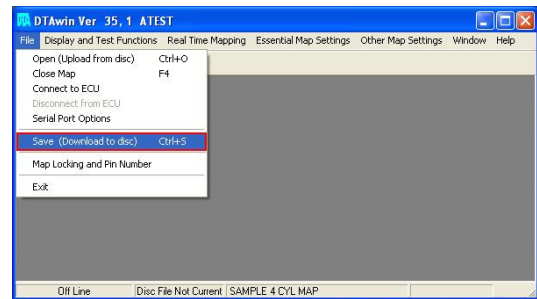 DTAwin Ver 35,1 ATEST
File Display and Test Functions Real Time Mapping Essential Map Settings Other Map Settings Window Help
Open (Upload from disc) Ctrl+O
Close Map F4
Connect to ECU
Disconnect from ECU
Serial Port Options
Save (Download to disc) Ctrl+S
Map Locking and Pin Number
Exit
Off Line Disc File Not Current SAMPLE 4 CYL MAP